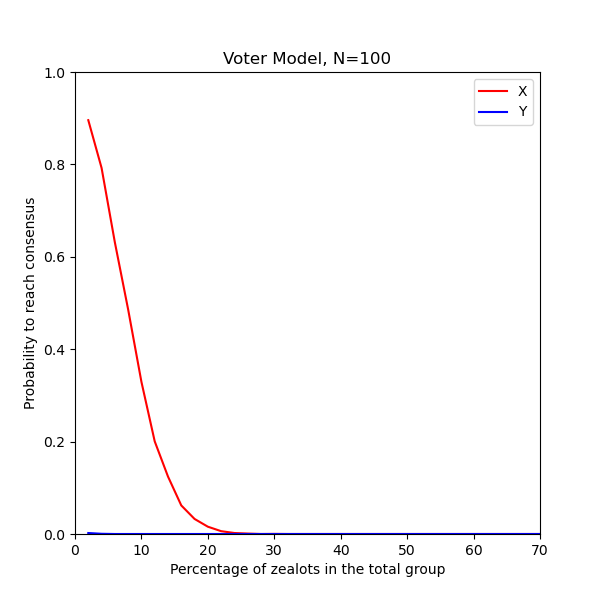 Voter Model, N=100
X
Y
Probability to reach consensus
1.0
0.8
0.6
0.4
0.2
0.0
0 10 20 30 40 50 60 70
Percentage of zealots in the total group